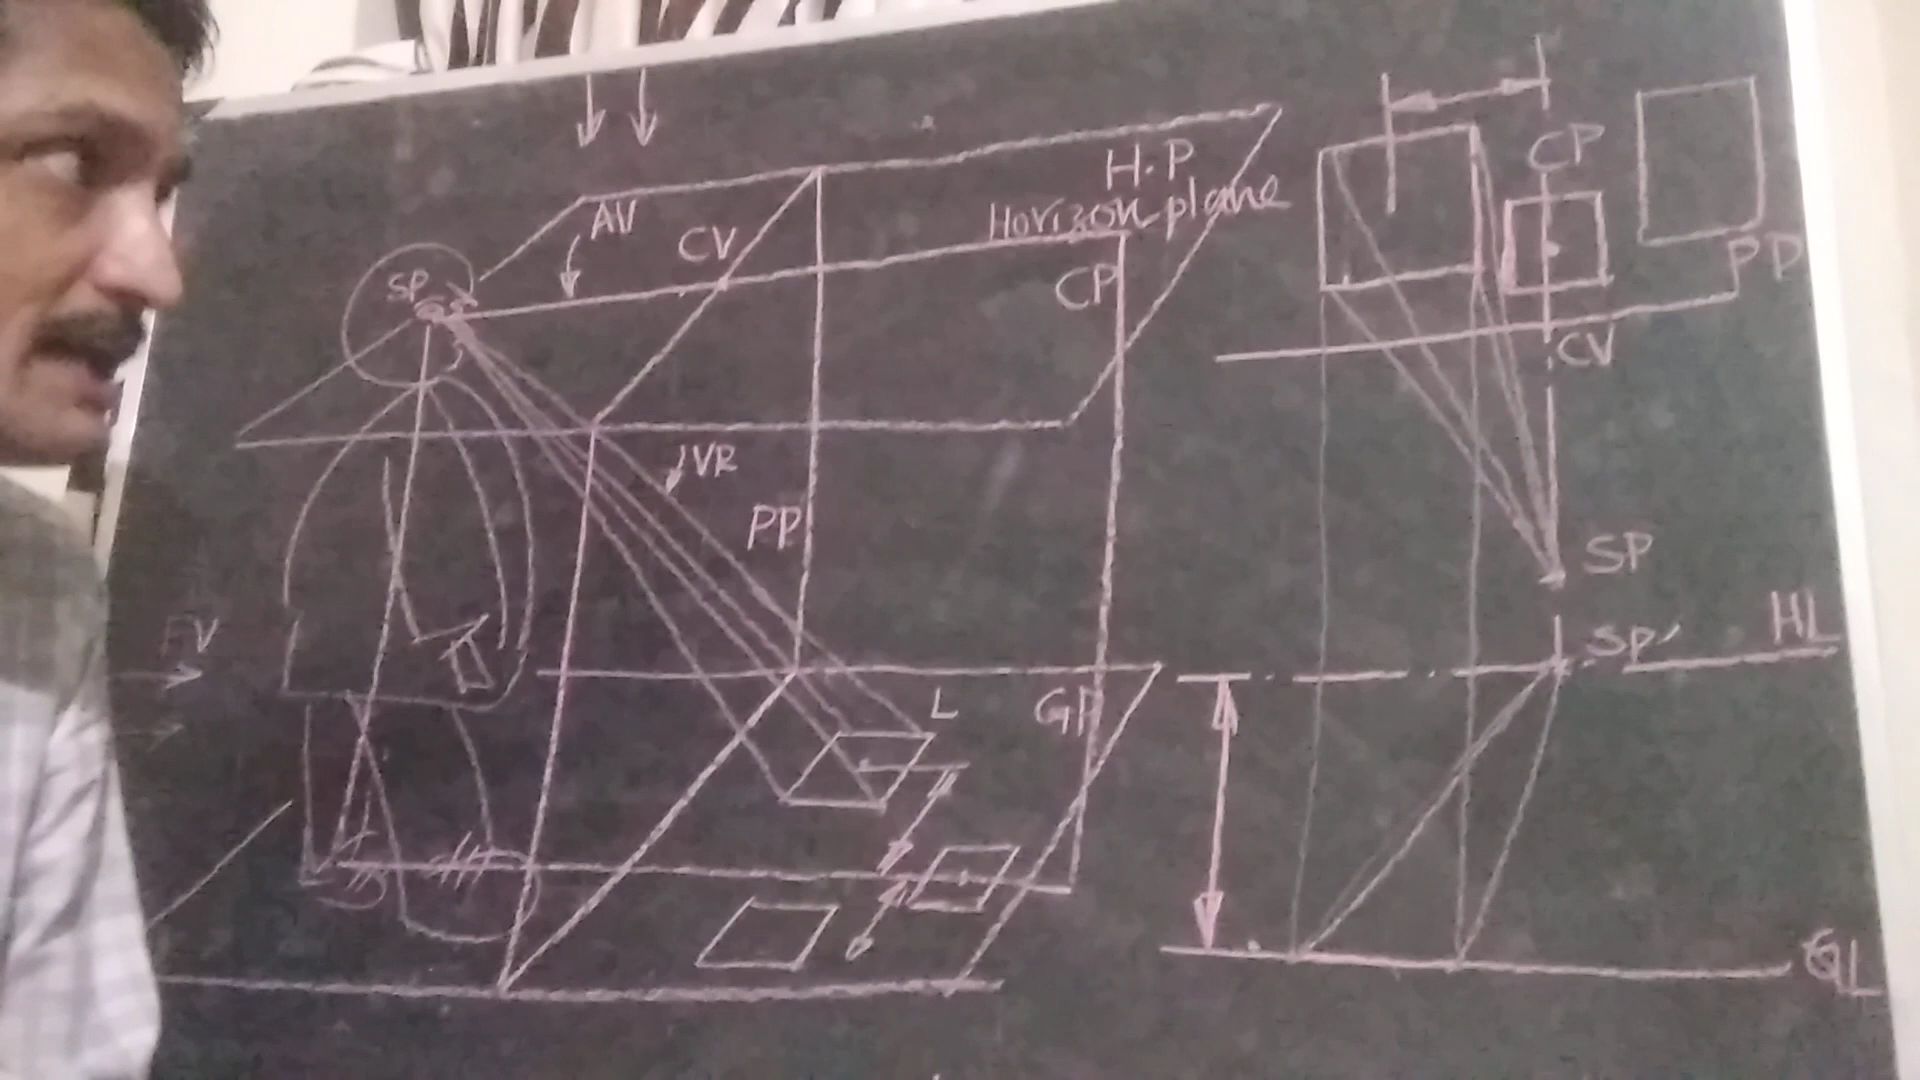 AV
SP
CV
H.P
Horizon plane
CP
VR
PP
FV
L
GP
CP
PP
CV
SP
SP'
HL
GL